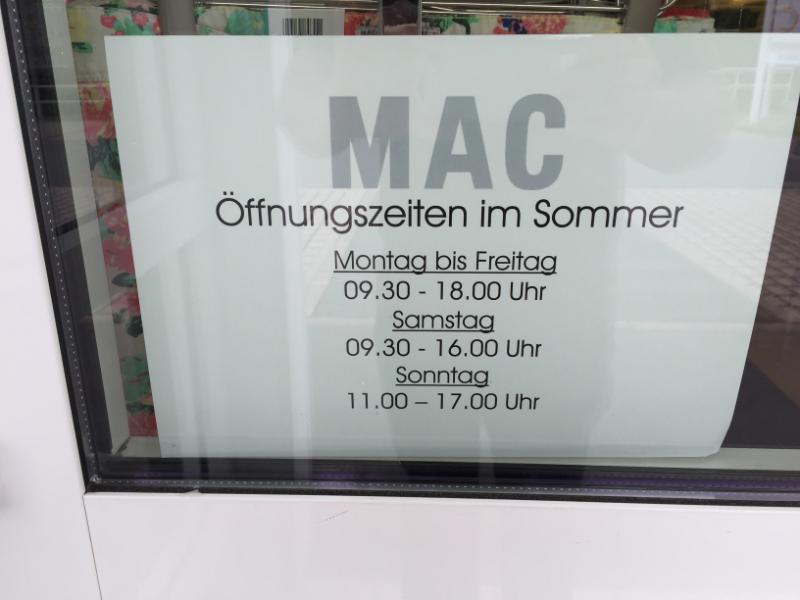 MAC
Öffnungszeiten im Sommer
Montag bis Freitag
09.30 - 18.00 Uhr
Samstag
09.30 - 16.00 Uhr
Sonntag
11.00 – 17.00 Uhr